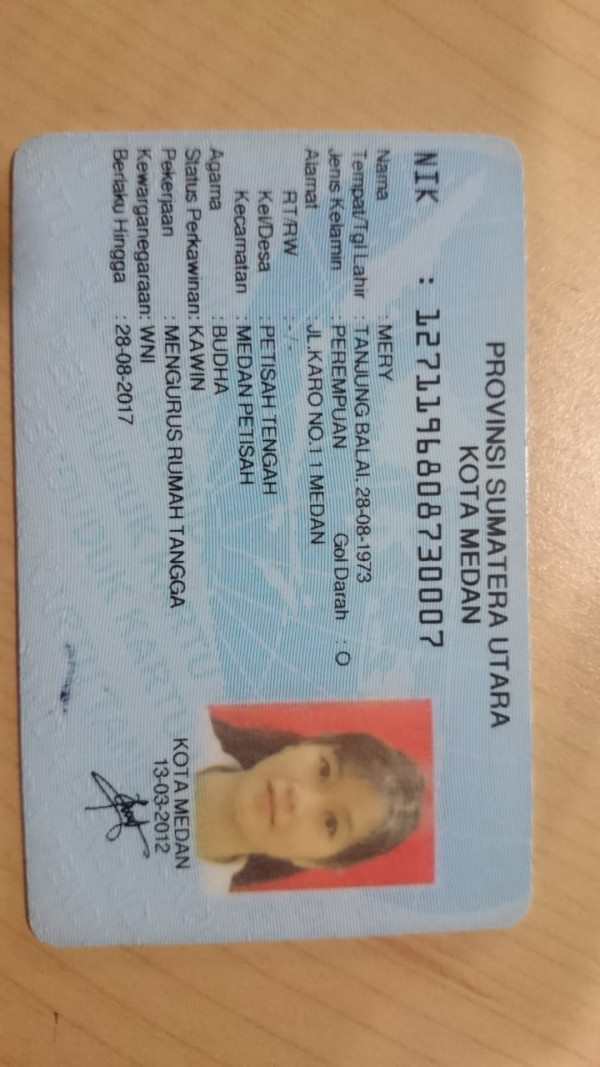 PROVINSI SUMATERA UTARA
KOTA MEDAN
NIK : 1271196808730007
Nama : MERY
Tempat/Tgl Lahir : TANJUNG BALAI, 28-08-1973
Jenis Kelamin : PEREMPUAN Gol Darah : O
Alamat : JL.KARO NO.1 1 MEDAN
RT/RW : -/-
Kel/Desa : PETISAH TENGAH
Kecamatan : MEDAN PETISAH
Agama : BUDHA
Status Perkawinan: KAWIN
Pekerjaan : MENGURUS RUMAH TANGGA
Kewarganegaraan: WNI
Berlaku Hingga : 28-08-2017
KOTA MEDAN
13-03-2012